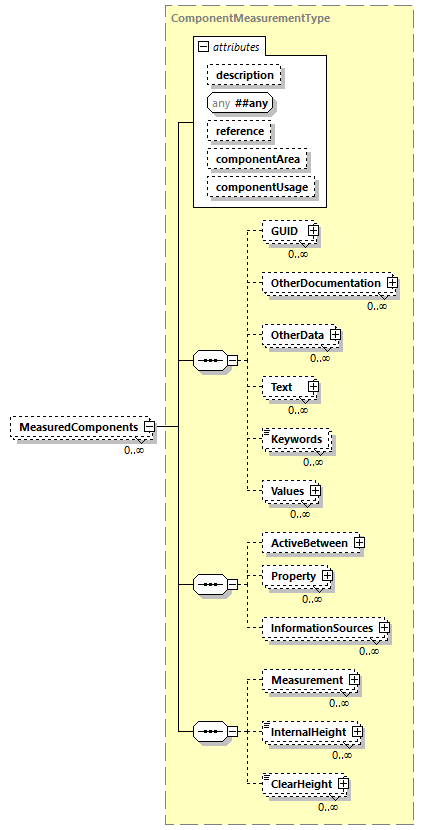 ComponentMeasurementType
attributes
description
any ##any
reference
componentArea
componentUsage
GUID
0..∞
OtherDocumentation
0..∞
OtherData
0..∞
Text
0..∞
Keywords
0..∞
Values
0..∞
MeasuredComponents
0..∞
ActiveBetween
Property
0..∞
InformationSources
0..∞
Measurement
0..∞
InternalHeight
0..∞
ClearHeight
0..∞